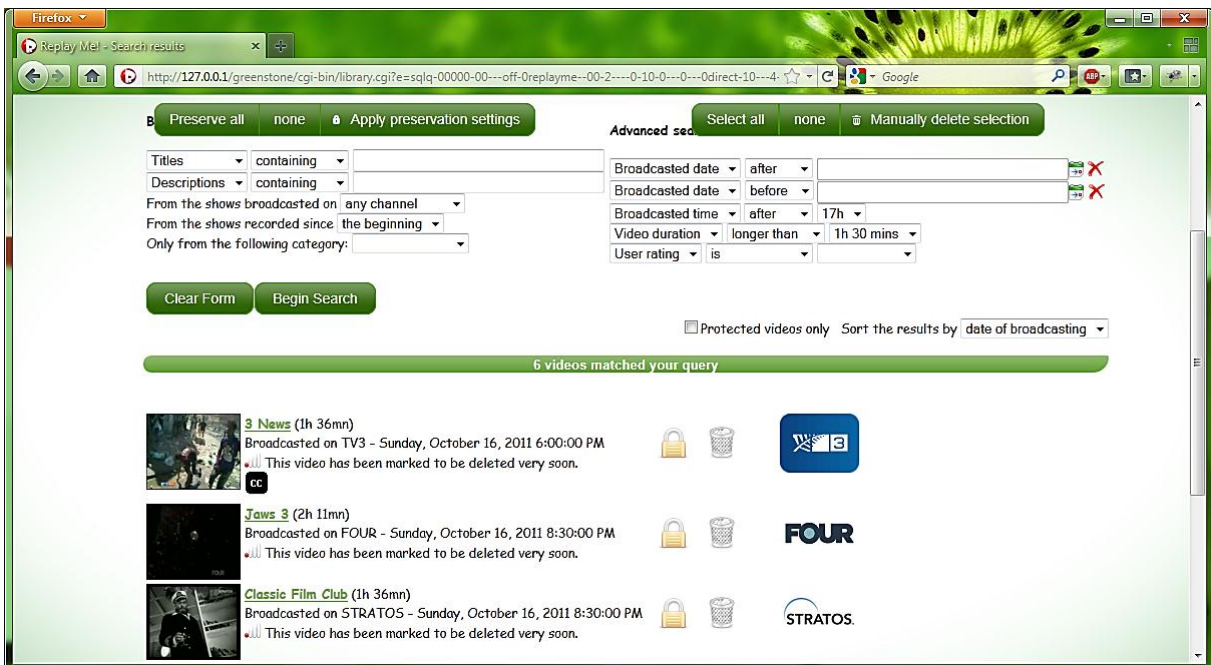 Firefox
Replay Me! - Search results
http://127.0.0.1/greenstone/cgi-bin/library.cgi?e=sqlq-00000-00---off-0replayme--00-2----0-10-0---0---0direct-10---4-
Google
ABP
Preserve all none Apply preservation settings
Select all none Manually delete selection
B
Advanced sea
Titles containing
Descriptions containing
From the shows broadcasted on any channel
From the shows recorded since the beginning
Only from the following category:
Broadcasted date after
Broadcasted date before
Broadcasted time after 17h
Video duration longer than 1h 30 mins
User rating is
Clear Form Begin Search
Protected videos only Sort the results by date of broadcasting
6 videos matched your query
3 News (1h 36mn)
Broadcasted on TV3 - Sunday, October 16, 2011 6:00:00 PM
This video has been marked to be deleted very soon.
CC
3
Jaws 3 (2h 11mn)
Broadcasted on FOUR - Sunday, October 16, 2011 8:30:00 PM
This video has been marked to be deleted very soon.
FOUR
FOUR
Classic Film Club (1h 36mn)
Broadcasted on STRATOS - Sunday, October 16, 2011 8:30:00 PM
This video has been marked to be deleted very soon.
STRATOS